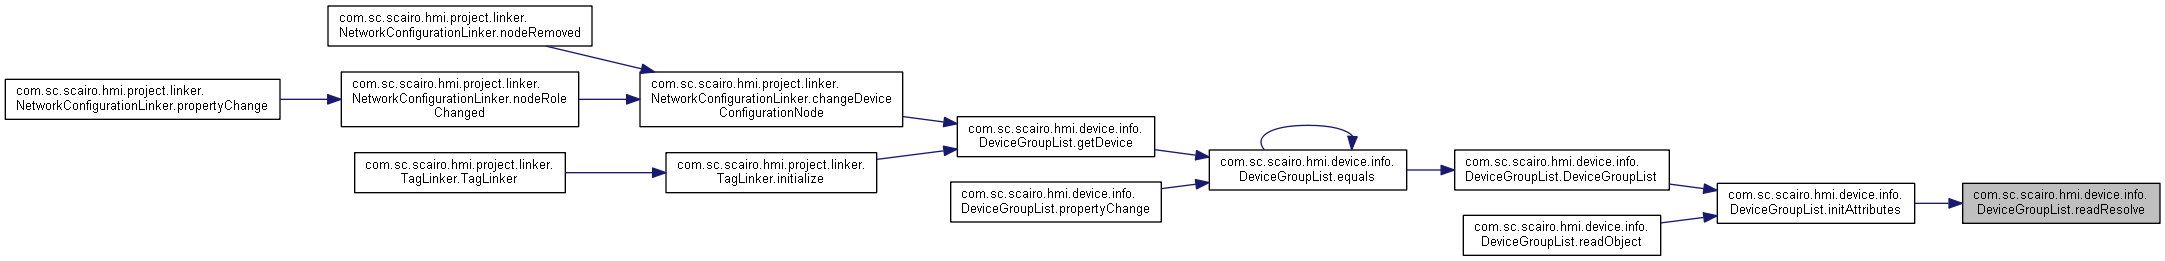 com.sc.scairo.hmi.project.linker.
NetworkConfigurationLinker.nodeRemoved
com.sc.scairo.hmi.project.linker.
NetworkConfigurationLinker.propertyChange
com.sc.scairo.hmi.project.linker.
NetworkConfigurationLinker.nodeRole
Changed
com.sc.scairo.hmi.project.linker.
NetworkConfigurationLinker.changeDevice
ConfigurationNode
com.sc.scairo.hmi.project.linker.
TagLinker.TagLinker
com.sc.scairo.hmi.project.linker.
TagLinker.initialize
com.sc.scairo.hmi.device.info.
DeviceGroupList.getDevice
com.sc.scairo.hmi.device.info.
DeviceGroupList.propertyChange
com.sc.scairo.hmi.device.info.
DeviceGroupList.equals
com.sc.scairo.hmi.device.info.
DeviceGroupList.DeviceGroupList
com.sc.scairo.hmi.device.info.
DeviceGroupList.readObject
com.sc.scairo.hmi.device.info.
DeviceGroupList.initAttributes
com.sc.scairo.hmi.device.info.
DeviceGroupList.readResolve